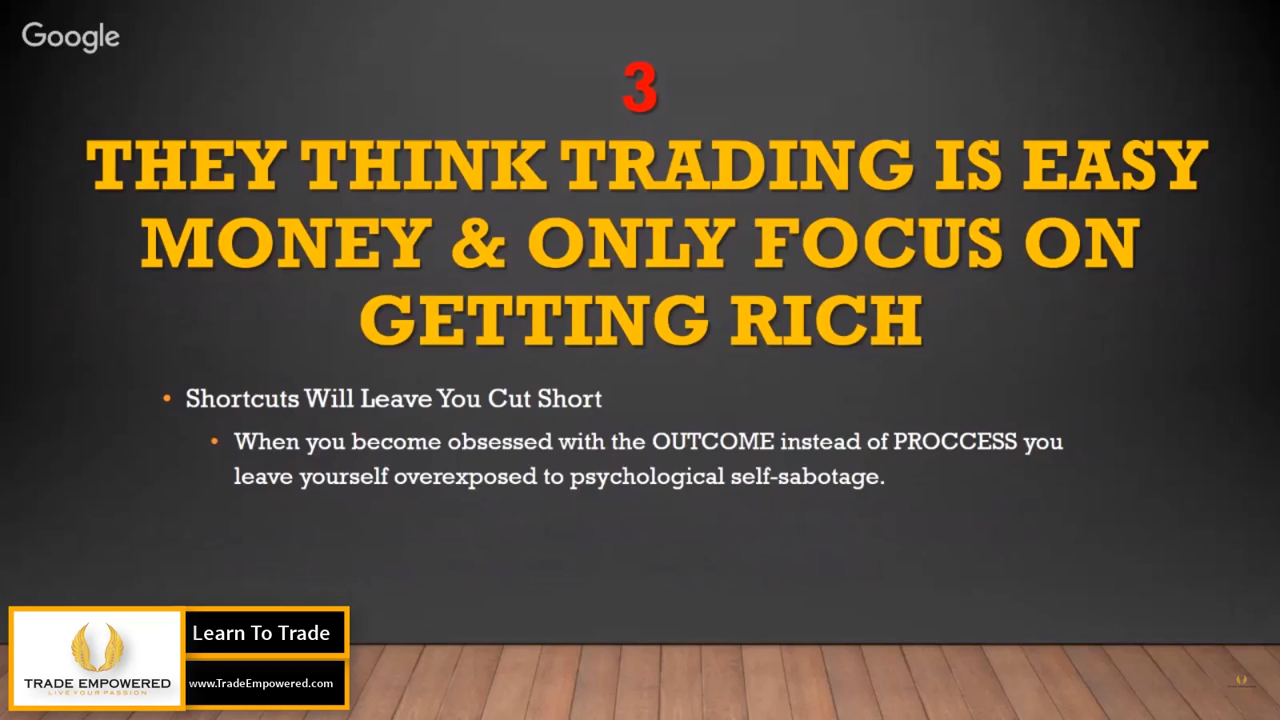 Google
3
THEY THINK TRADING IS EASY
MONEY & ONLY FOCUS ON
GETTING RICH
• Shortcuts Will Leave You Cut Short
• When you become obsessed with the OUTCOME instead of PROCCESS you
leave yourself overexposed to psychological self-sabotage.
Learn To Trade
TRADE EMPOWERED
LIVE YOUR PASSION
www.TradeEmpowered.com